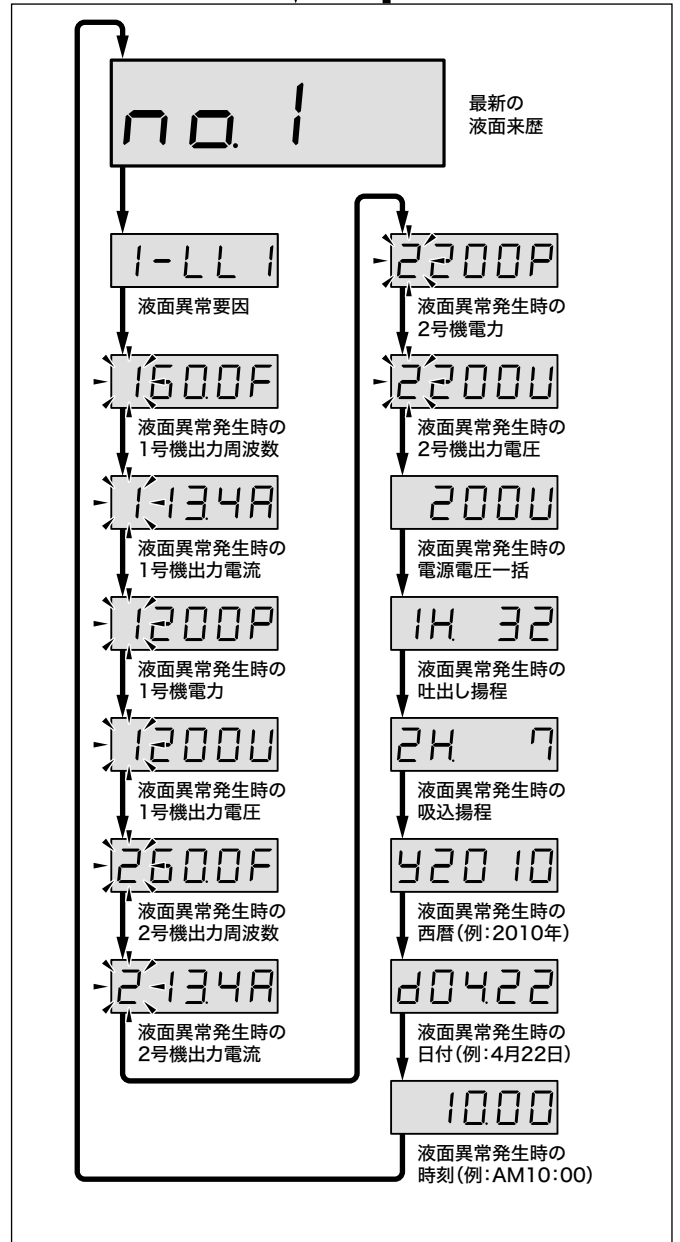 no. 1
最新の
液面来歴
1-LL 1
液面異常要因
160.0F
液面異常発生時の
1号機出力周波数
113.4A
液面異常発生時の
1号機出力電流
1200P
液面異常発生時の
1号機電力
1200U
液面異常発生時の
1号機出力電圧
260.0F
液面異常発生時の
2号機出力周波数
213.4A
液面異常発生時の
2号機出力電流
2200P
液面異常発生時の
2号機電力
2200U
液面異常発生時の
2号機出力電圧
200U
液面異常発生時の
電源電圧一括
1H. 32
液面異常発生時の
吐出し揚程
2H. 7
液面異常発生時の
吸込揚程
y2010
液面異常発生時の
西暦(例:2010年)
d04.22
液面異常発生時の
日付(例:4月22日)
10.00
液面異常発生時の
時刻(例:AM10:00)